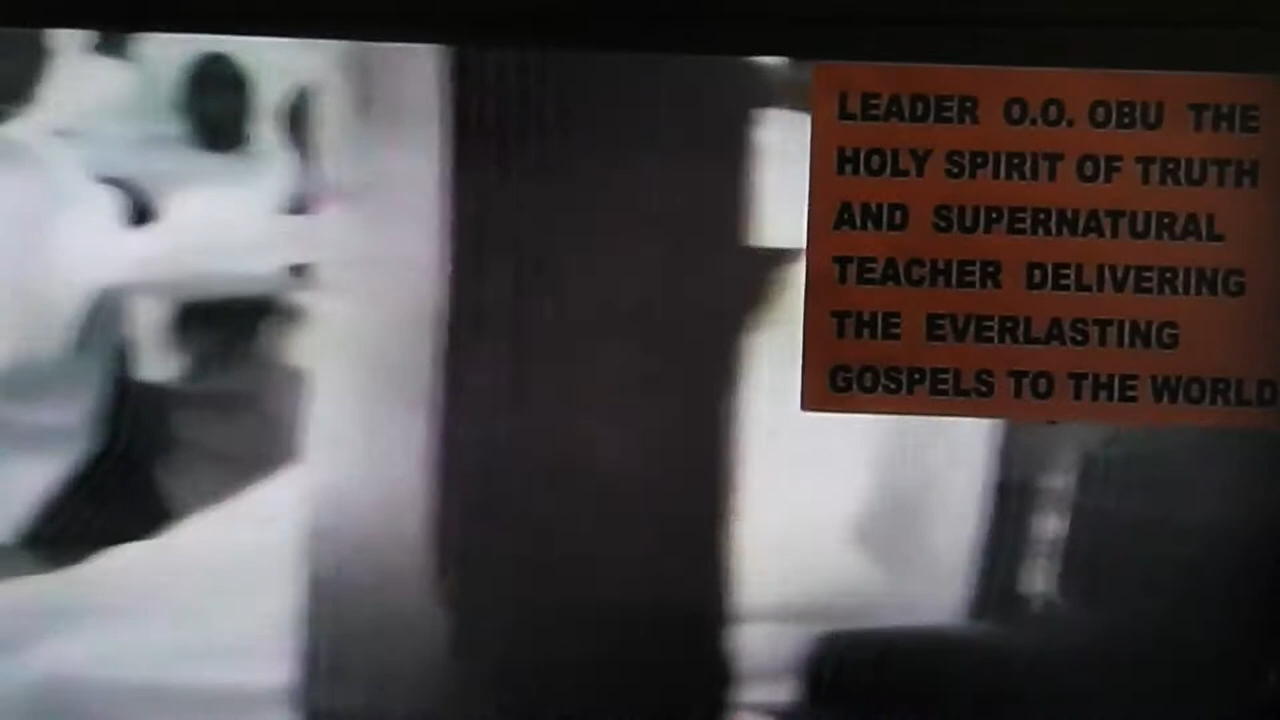 LEADER O.O. OBU THE
HOLY SPIRIT OF TRUTH
AND SUPERNATURAL
TEACHER DELIVERING
THE EVERLASTING
GOSPELS TO THE WORLD